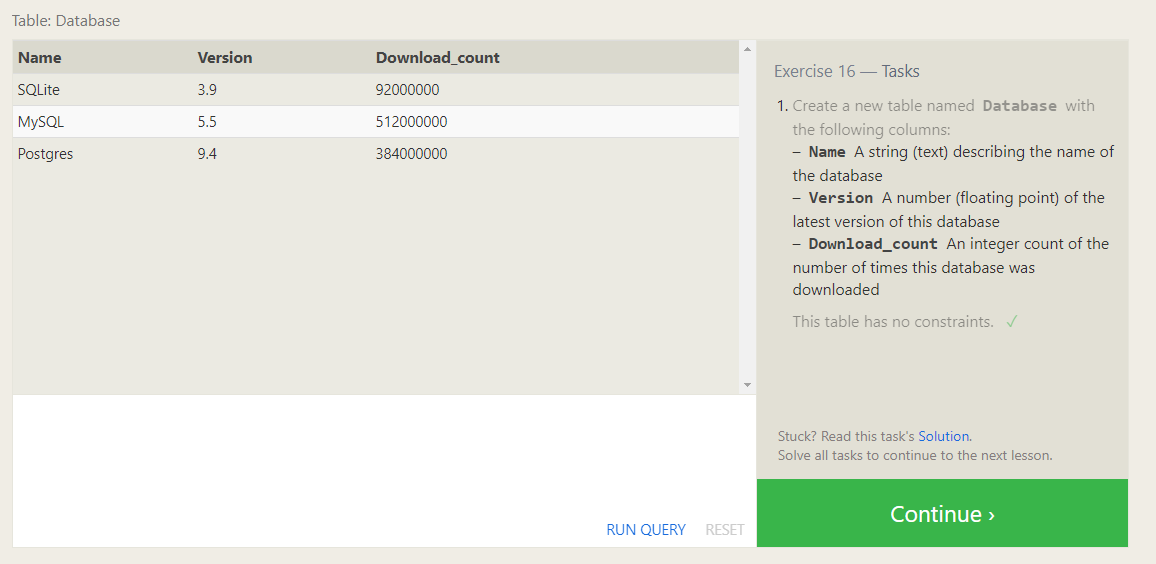 Table: Database
Name Version Download_count
SQLite 3.9 92000000
MySQL 5.5 512000000
Postgres 9.4 384000000
RUN QUERY RESET
Exercise 16 — Tasks
1. Create a new table named Database with
the following columns:
– Name A string (text) describing the name of
the database
– Version A number (floating point) of the
latest version of this database
– Download_count An integer count of the
number of times this database was
downloaded
This table has no constraints. ✓
Stuck? Read this task's Solution.
Solve all tasks to continue to the next lesson.
Continue ›